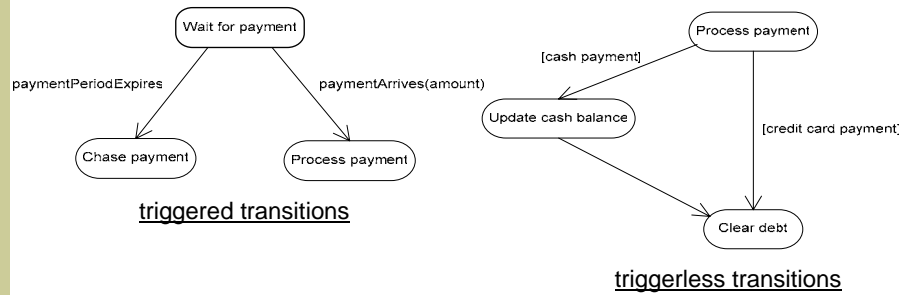 Wait for payment
paymentPeriodExpires
paymentArrives(amount)
Chase payment
Process payment
triggered transitions
Process payment
[cash payment]
Update cash balance
[credit card payment]
Clear debt
triggerless transitions